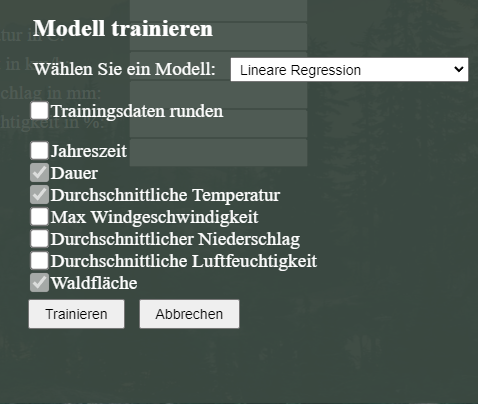 Modell trainieren
Wählen Sie ein Modell: Lineare Regression
Trainingsdaten runden
Jahreszeit
Dauer
Durchschnittliche Temperatur
Max Windgeschwindigkeit
Durchschnittlicher Niederschlag
Durchschnittliche Luftfeuchtigkeit
Waldfläche
Trainieren Abbrechen